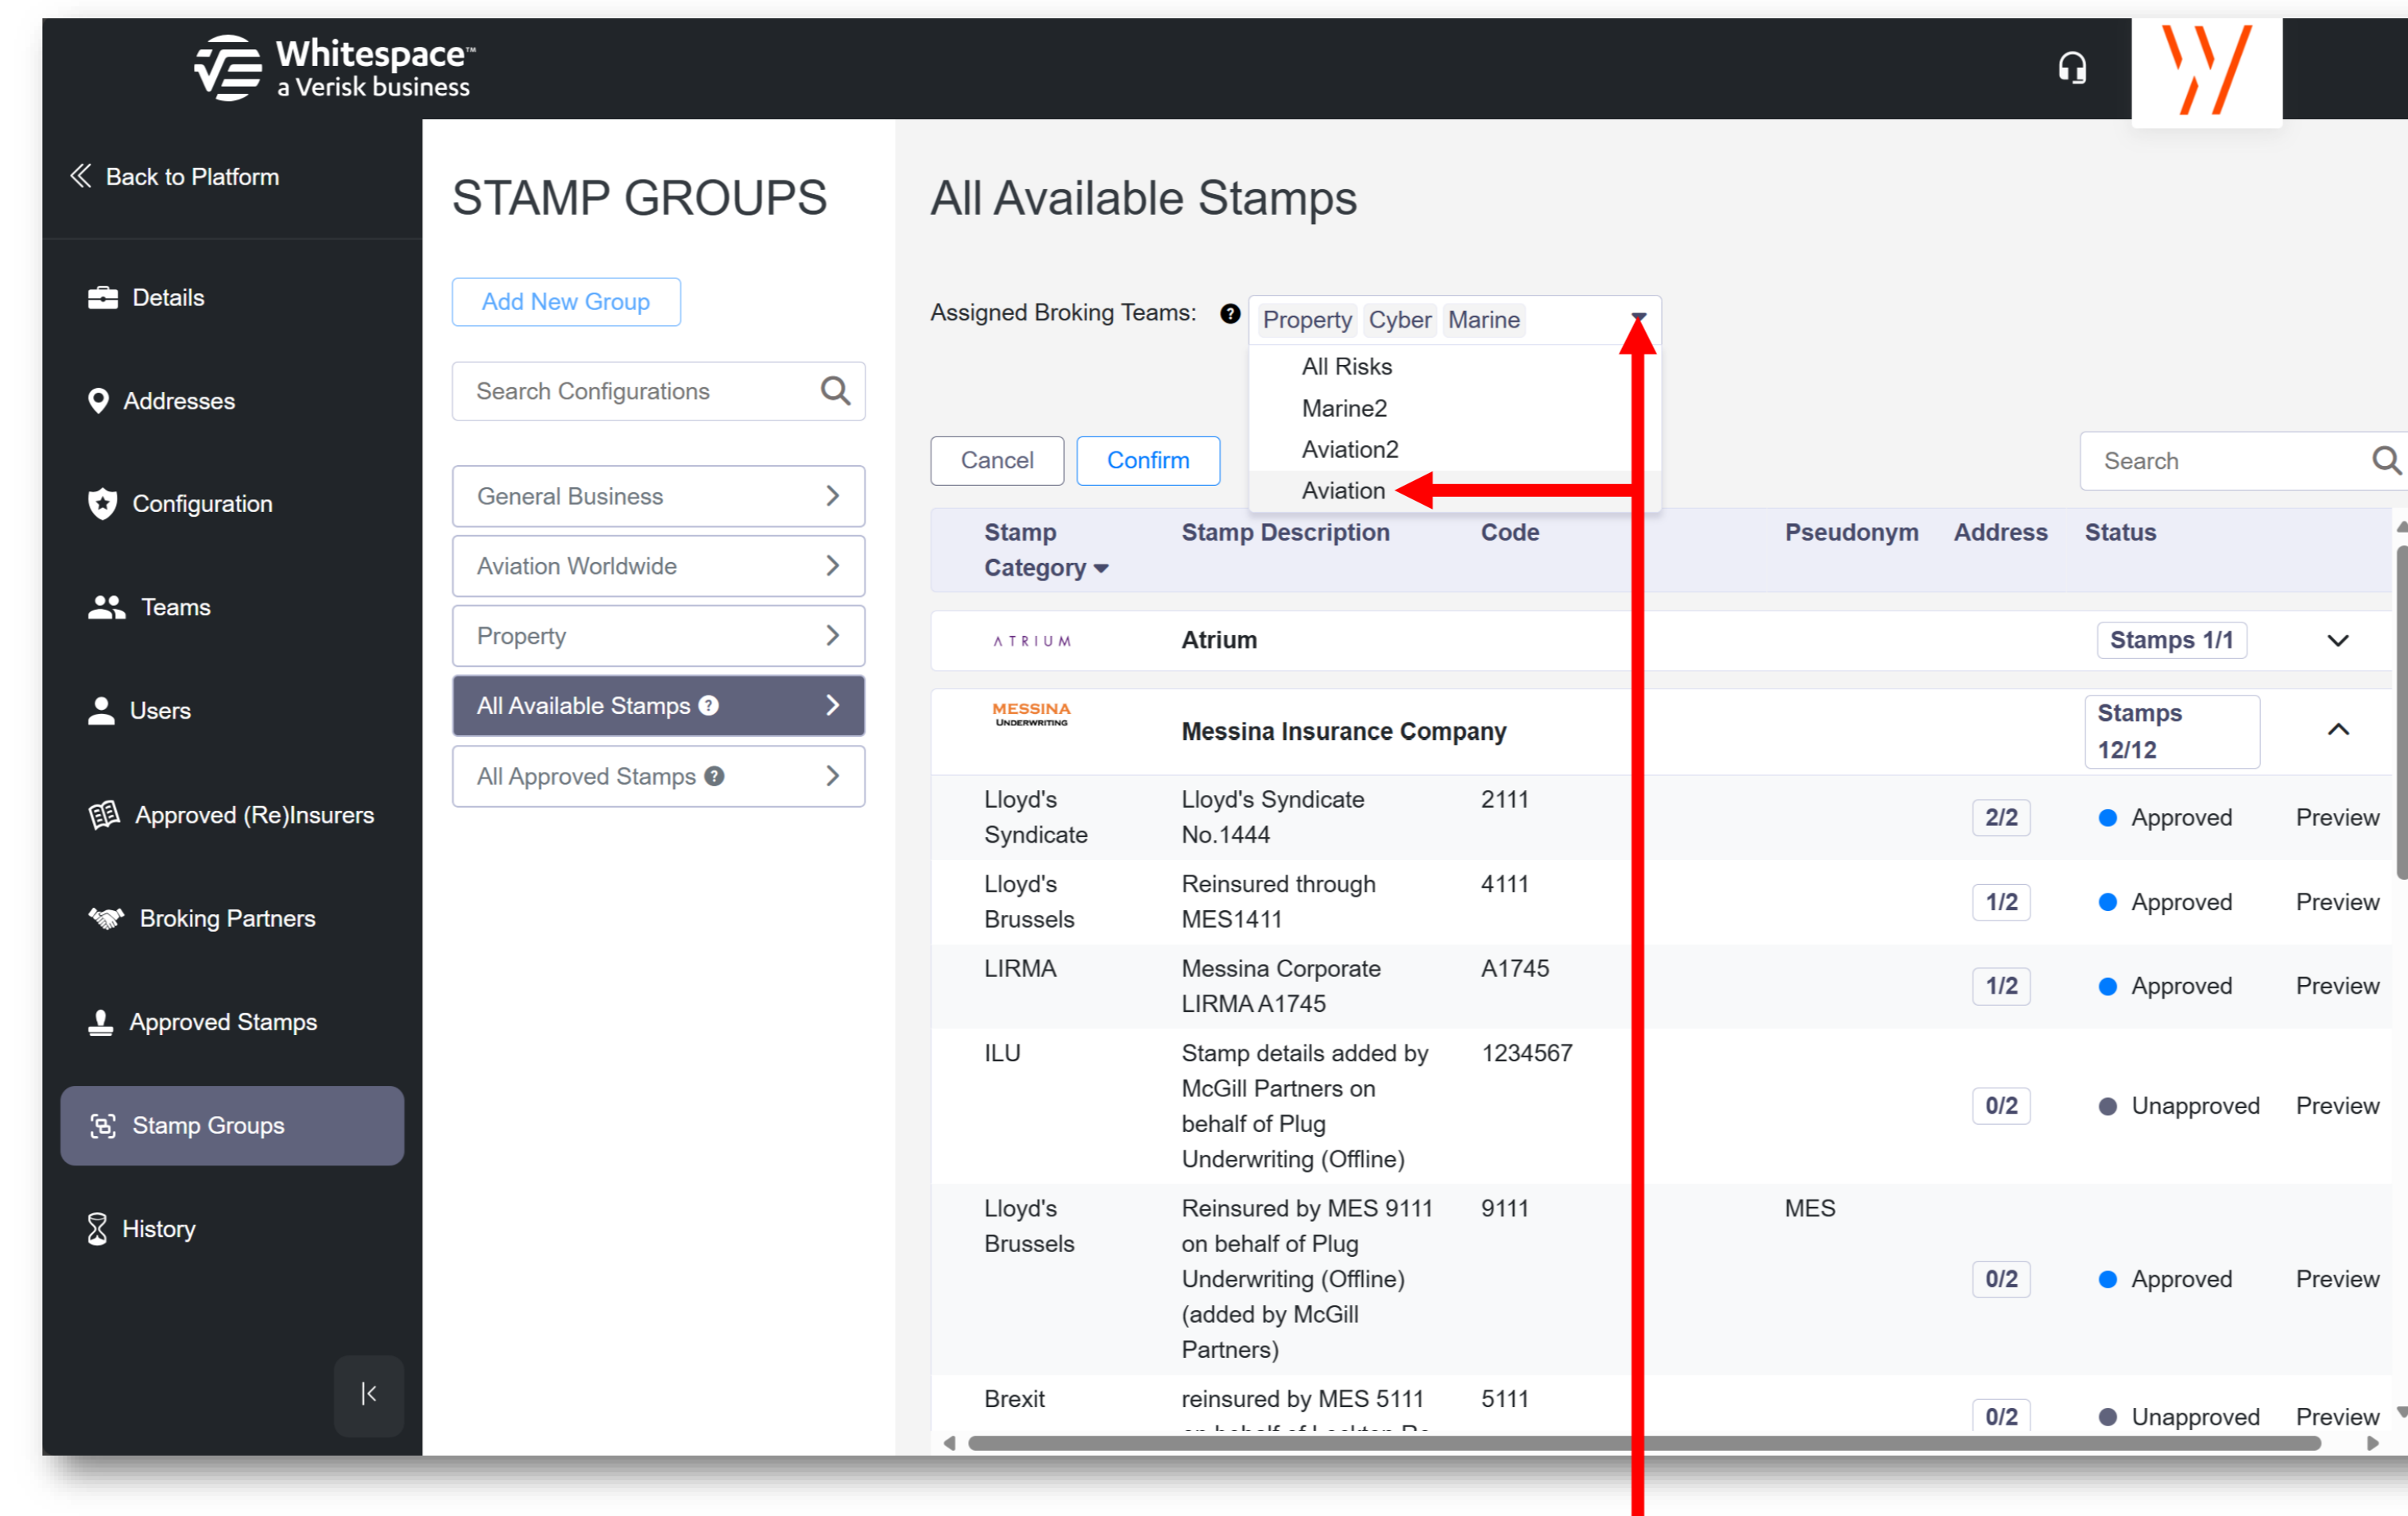 Whitespace™
a Verisk business
Back to Platform
Details
Addresses
Configuration
Teams
Users
Approved (Re)Insurers
Broking Partners
Approved Stamps
Stamp Groups
History
STAMP GROUPS
Add New Group
Search Configurations
General Business
Aviation Worldwide
Property
All Available Stamps ?
All Approved Stamps ?
All Available Stamps
Assigned Broking Teams: ? Property Cyber Marine
All Risks
Marine2
Aviation2
Aviation
Cancel Confirm
Search
Stamp Stamp Description Code Pseudonym Address Status
Category
ATRIUM Atrium Stamps 1/1
MESSINA
UNDERWRITING
Messina Insurance Company
Stamps
12/12
Lloyd's Lloyd's Syndicate 2111
Syndicate No.1444
2/2 Approved Preview
Lloyd's Reinsured through 4111
Brussels MES1411
1/2 Approved Preview
LIRMA Messina Corporate A1745
LIRMA A1745
1/2 Approved Preview
ILU Stamp details added by 1234567
McGill Partners on
behalf of Plug
Underwriting (Offline)
0/2 Unapproved Preview
Lloyd's Reinsured by MES 9111 9111 MES
Brussels on behalf of Plug
Underwriting (Offline)
(added by McGill
Partners)
0/2 Approved Preview
Brexit reinsured by MES 5111 5111
0/2 Unapproved Preview